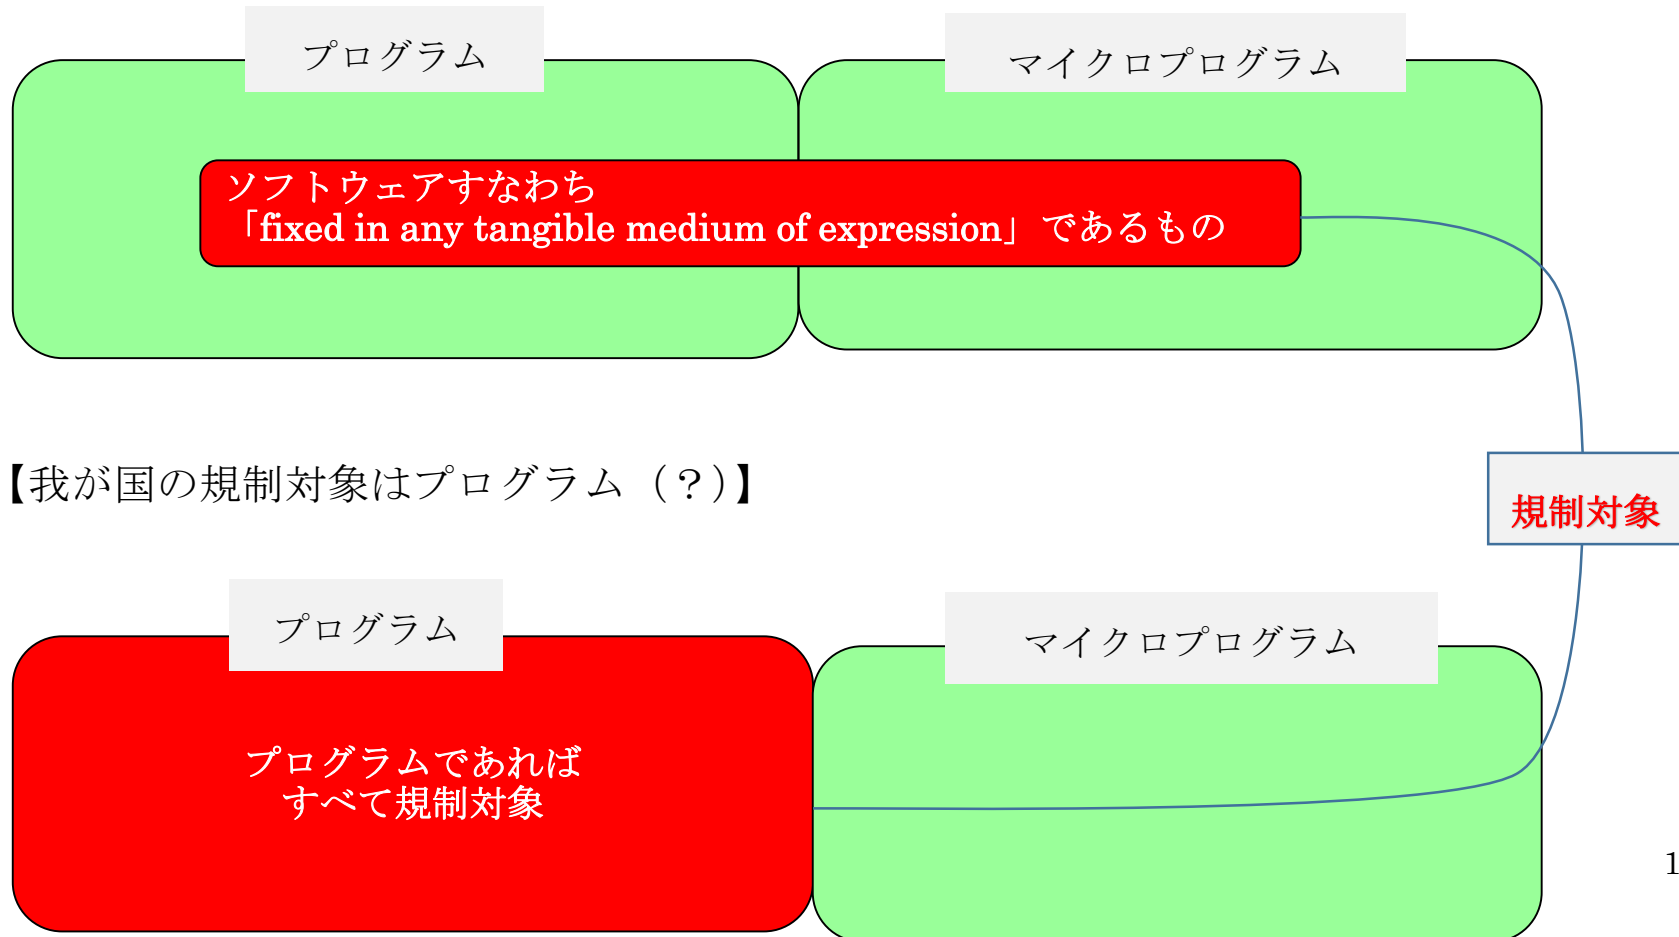 プログラム
マイクロプログラム
ソフトウェアすなわち
「fixed in any tangible medium of expression」であるもの
【我が国の規制対象はプログラム（？）】
規制対象
プログラム
マイクロプログラム
プログラムであれば
すべて規制対象
1